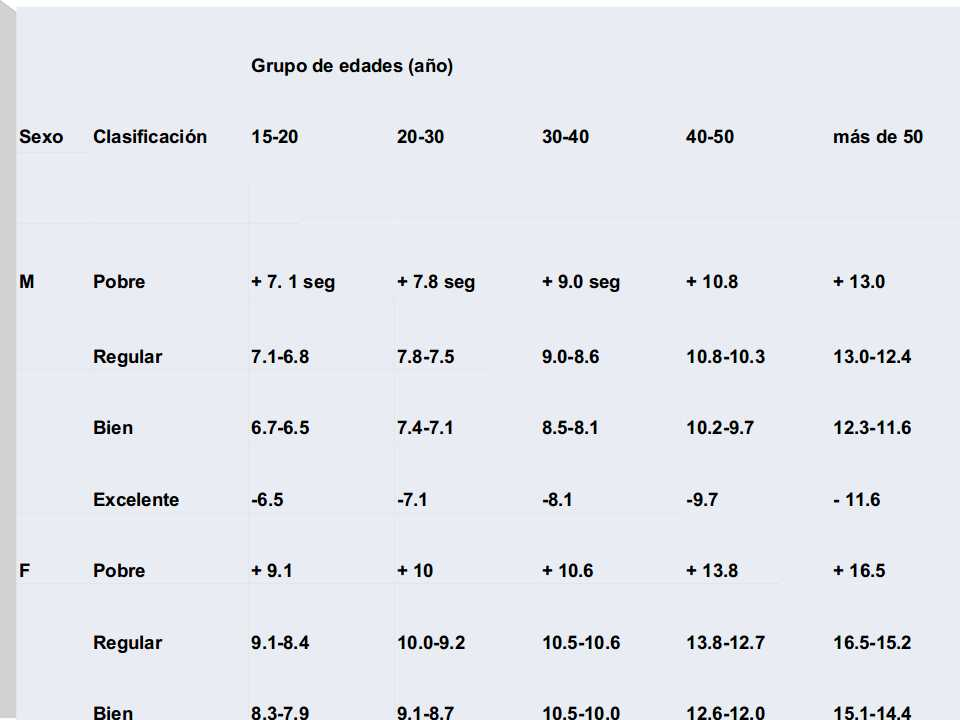 Grupo de edades (año)
Sexo Clasificación 15-20 20-30 30-40 40-50 más de 50
M Pobre + 7. 1 seg + 7.8 seg + 9.0 seg + 10.8 + 13.0
Regular 7.1-6.8 7.8-7.5 9.0-8.6 10.8-10.3 13.0-12.4
Bien 6.7-6.5 7.4-7.1 8.5-8.1 10.2-9.7 12.3-11.6
Excelente -6.5 -7.1 -8.1 -9.7 - 11.6
F Pobre + 9.1 + 10 + 10.6 + 13.8 + 16.5
Regular 9.1-8.4 10.0-9.2 10.5-10.6 13.8-12.7 16.5-15.2
Bien 8.3-7.9 9.1-8.7 10.5-10.0 12.6-12.0 15.1-14.4